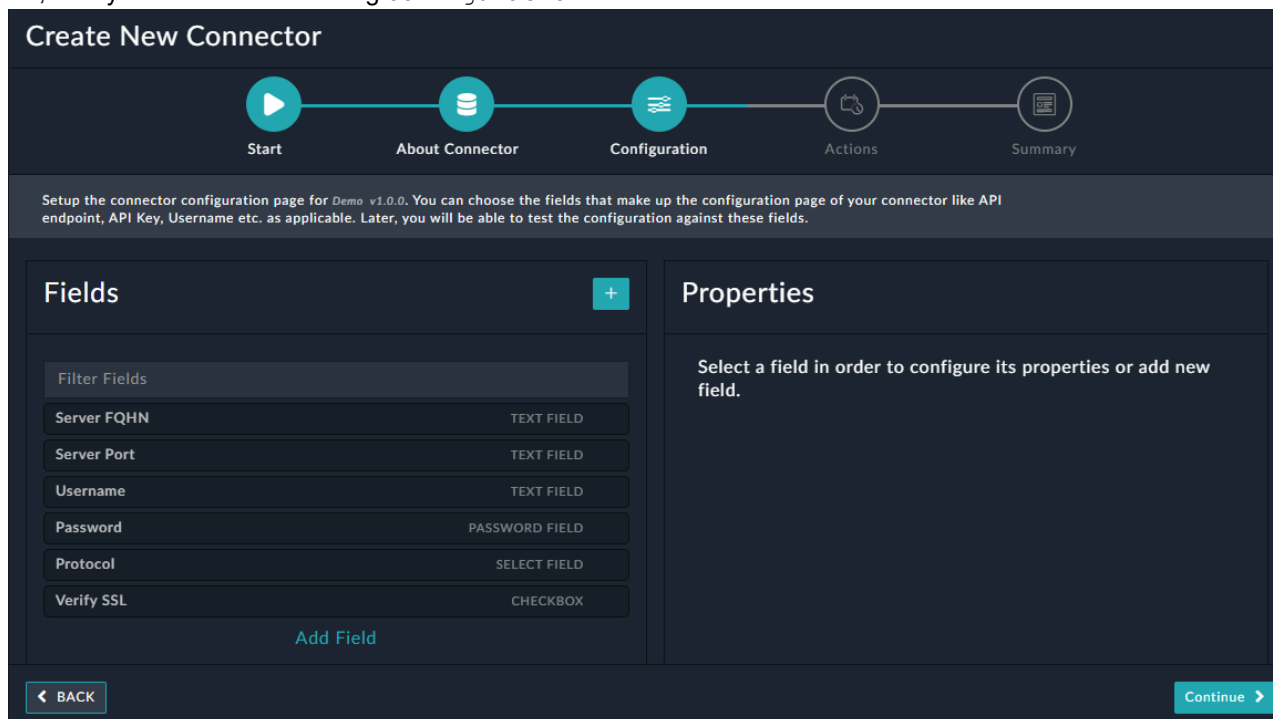 Create New Connector
Start
About Connector
Configuration
Actions
Summary
Setup the connector configuration page for Demo v1.0.0. You can choose the fields that make up the configuration page of your connector like API
endpoint, API Key, Username etc. as applicable. Later, you will be able to test the configuration against these fields.
Fields
+
Properties
Filter Fields
Select a field in order to configure its properties or add new
field.
Server FQHN TEXT FIELD
Server Port TEXT FIELD
Username TEXT FIELD
Password PASSWORD FIELD
Protocol SELECT FIELD
Verify SSL CHECKBOX
Add Field
BACK
Continue